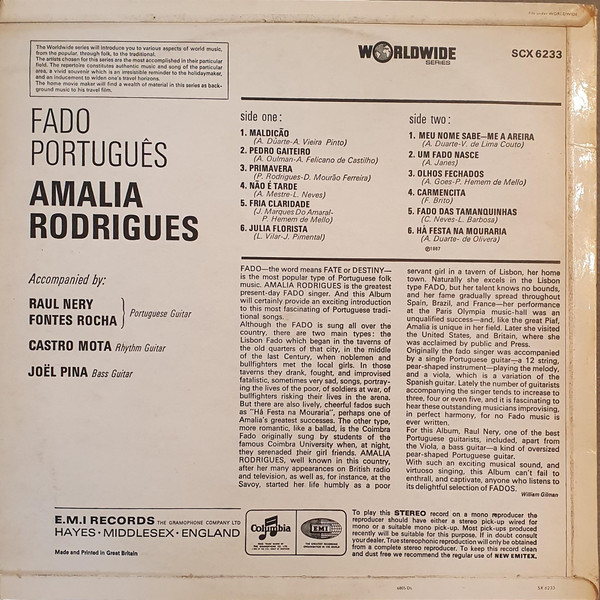 The Worldwide series will introduce you to various aspects of world music,
from the popular, through folk, to the traditional.
The artists chosen for this series are the most accomplished in their particular
field. The repertoire constitutes authentic music and song of the particular
area, a vivid souvenir which is an irresistible reminder to the holidaymaker,
and an inducement to widen one's travel horizons.
The home movie maker will find a wealth of material in this series as back-
ground music to his travel film.
WORLDWIDE
SERIES
SCX 6233
FADO
PORTUGUÊS
AMALIA
RODRIGUES
Accompanied by:
RAUL NERY
FONTES ROCHA
Portuguese Guitar
CASTRO MOTA Rhythm Guitar
JOËL PINA Bass Guitar
side one:
1. MALDIÇÃO
(A. Dùarte-A. Vieira Pinto)
2. PEDRO GAITEIRO
(A. Oulman-A. Felicano de Castilho)
3. PRIMAVERA
(P. Rodrigues-D. Mourão Ferreira)
4. NÃO É TARDE
(A. Mestre-L. Neves)
5. FRIA CLARIDADE
(J. Marques Do Amaral-
P. Hemem de Mello)
6. JULIA FLORISTA
(L. Vilar-J. Pimental)
side two:
1. MEU NOME SABE—ME A AREIRA
(A. Duarte-V. de Lima Couto)
2. UM FADO NASCE
(A. Janes)
3. OLHOS FECHADOS
(A. Goes-P. Hemem de Mello)
4. CARMENCITA
(F. Brito)
5. FADO DAS TAMANQUINHAS
(C. Neves-L. Barbosa)
6. HÀ FESTA NA MOURARIA
(A. Duarte- de Olivera)
℗1967
FADO—the word means FATE or DESTINY—
is the most popular type of Portuguese folk
music. AMALIA RODRIGUES is the greatest
present-day FADO singer. And this Album
will certainly provide an exciting introduction
to this most fascinating of Portuguese tradi-
tional songs.
Although the FADO is sung all over the
country, there are two main types: the
Lisbon Fado which began in the taverns of
the old quarters of that city, in the middle
of the last Century, when noblemen and
bullfighters met the local girls. In those
taverns they drank, fought, and improvised
fatalistic, sometimes very sad, songs, portray-
ing the lives of the poor, of soldiers at war, of
bullfighters risking their lives in the arena.
But there are also lively, cheerful fados such
as "Há Festa na Mouraria", perhaps one of
Amalia's greatest successes. The other type,
more romantic, like a ballad, is the Coimbra
Fado originally sung by students of the
famous Coimbra University when, at night,
they serenaded their girl friends. AMALIA
RODRIGUES, well known in this country,
after her many appearances on British radio
and television, as well as, for instance, at the
Savoy, started her life humbly as a poor
servant girl in a tavern of Lisbon, her home
town. Naturally she excels in the Lisbon
type FADO, but her talent knows no bounds,
and her fame gradually spread throughout
Spain, Brazil, and France—her performance
at the Paris Olympia music-hall was an
unqualified success—and, like the great Piaf,
Amalia is unique in her field. Later she visited
the United States, and Britain, where she
was acclaimed by public and Press.
Originally the fado singer was accompanied
by a single Portuguese guitar—a 12 string,
pear-shaped instrument—playing the melody,
and a viola, which is a variation of the
Spanish guitar. Lately the number of guitarists
accompanying the singer tends to increase to
three, four or even five, and it is fascinating to
hear these outstanding musicians improvising,
in perfect harmony, for no Fado music is
ever written.
For this Album, Raul Nery, one of the best
Portuguese guitarists, included, apart from
the Viola, a bass guitar—a kind of oversized
pear-shaped Portuguese guitar.
With such an exciting musical sound, and
virtuoso singing, this Album can't fail to
enthrall, and captivate, anyone who listens to
its delightful selection of FADOS.
William Gilman
E.M.I RECORDS THE GRAMOPHONE COMPANY LTD
HAYES • MIDDLESEX • ENGLAND
Made and Printed in Great Britain
Columbia
EMI
To play this STEREO record on a mono reproducer the
reproducer should have either a stereo pick-up wired for
mono or a suitable mono pick-up. Most pick-ups produced
recently will be suitable for this purpose. If in doubt consult
your dealer. True stereophonic reproduction will only be obtained
from a complete stereo reproducer. To keep this record clean
and dust free we recommend the regular use of NEW EMITEX.
SX 6233